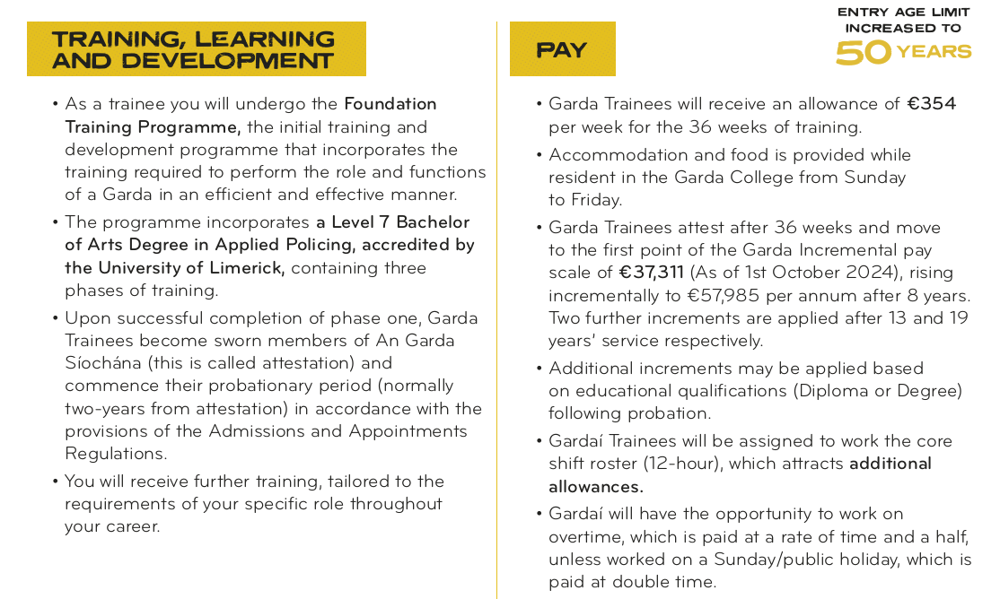 TRAINING, LEARNING
AND DEVELOPMENT
• As a trainee you will undergo the Foundation
Training Programme, the initial training and
development programme that incorporates the
training required to perform the role and functions
of a Garda in an efficient and effective manner.
• The programme incorporates a Level 7 Bachelor
of Arts Degree in Applied Policing, accredited by
the University of Limerick, containing three
phases of training.
• Upon successful completion of phase one, Garda
Trainees become sworn members of An Garda
Síochána (this is called attestation) and
commence their probationary period (normally
two-years from attestation) in accordance with the
provisions of the Admissions and Appointments
Regulations.
• You will receive further training, tailored to the
requirements of your specific role throughout
your career.
PAY
ENTRY AGE LIMIT
INCREASED TO
50 YEARS
• Garda Trainees will receive an allowance of €354
per week for the 36 weeks of training.
• Accommodation and food is provided while
resident in the Garda College from Sunday
to Friday.
• Garda Trainees attest after 36 weeks and move
to the first point of the Garda Incremental pay
scale of €37,311 (As of 1st October 2024), rising
incrementally to €57,985 per annum after 8 years.
Two further increments are applied after 13 and 19
years’ service respectively.
• Additional increments may be applied based
on educational qualifications (Diploma or Degree)
following probation.
• Gardaí Trainees will be assigned to work the core
shift roster (12-hour), which attracts additional
allowances.
• Gardaí will have the opportunity to work on
overtime, which is paid at a rate of time and a half,
unless worked on a Sunday/public holiday, which is
paid at double time.